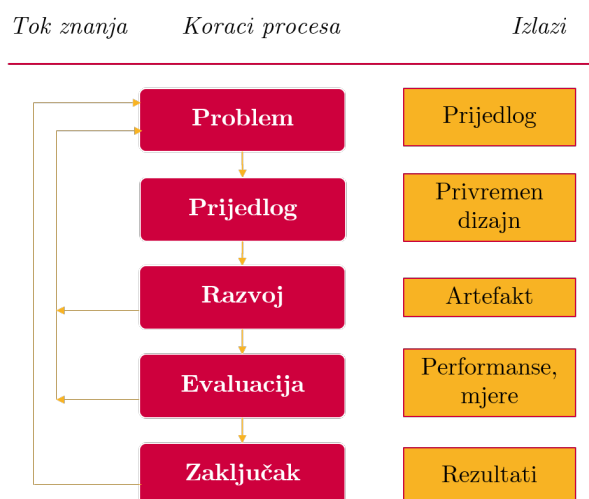 Tok znanja Koraci procesa Izlazi
Problem Prijedlog
Prijedlog Privremen
dizajn
Razvoj Artefakt
Evaluacija Performanse,
mjere
Zaključak Rezultati